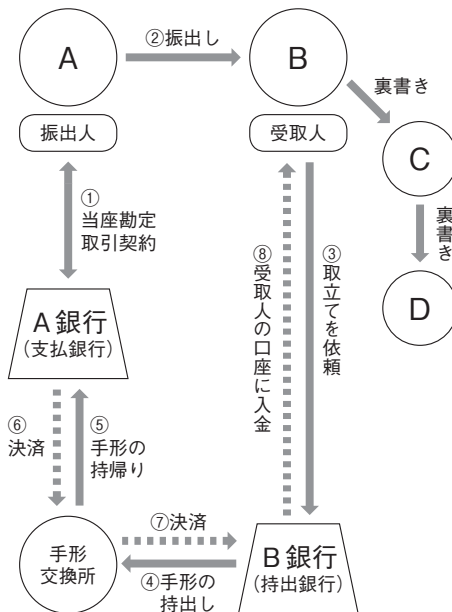 A
②振出し
B
振出人
受取人
裏書き
C
裏書き
D
①
当座勘定
取引契約
⑧受取人の口座に入金
③取立てを依頼
A銀行
(支払銀行)
⑥
決済
⑤
手形の
持帰り
手形
交換所
⑦決済
④手形の
持出し
B銀行
(持出銀行)